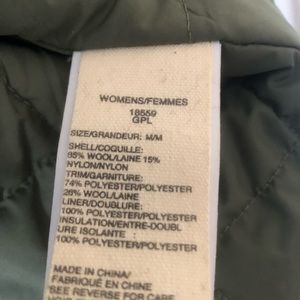 WOMENS/FEMMES
18559
GPL
SIZE/GRANDEUR: M/M
SHELL/COQUILLE:
85% WOOL/LAINE 15%
NYLON/NYLON
TRIM/GARNITURE:
74% POLYESTER/POLYESTER
26% WOOL/LAINE
LINER/DOUBLURE:
100% POLYESTER/POLYESTER
INSULATION/ENTRE-DOUBL
URE ISOLANTE :
100% POLYESTER/POLYESTER
MADE IN CHINA/
FABRIQUÉ EN CHINE
SEE REVERSE FOR CARE